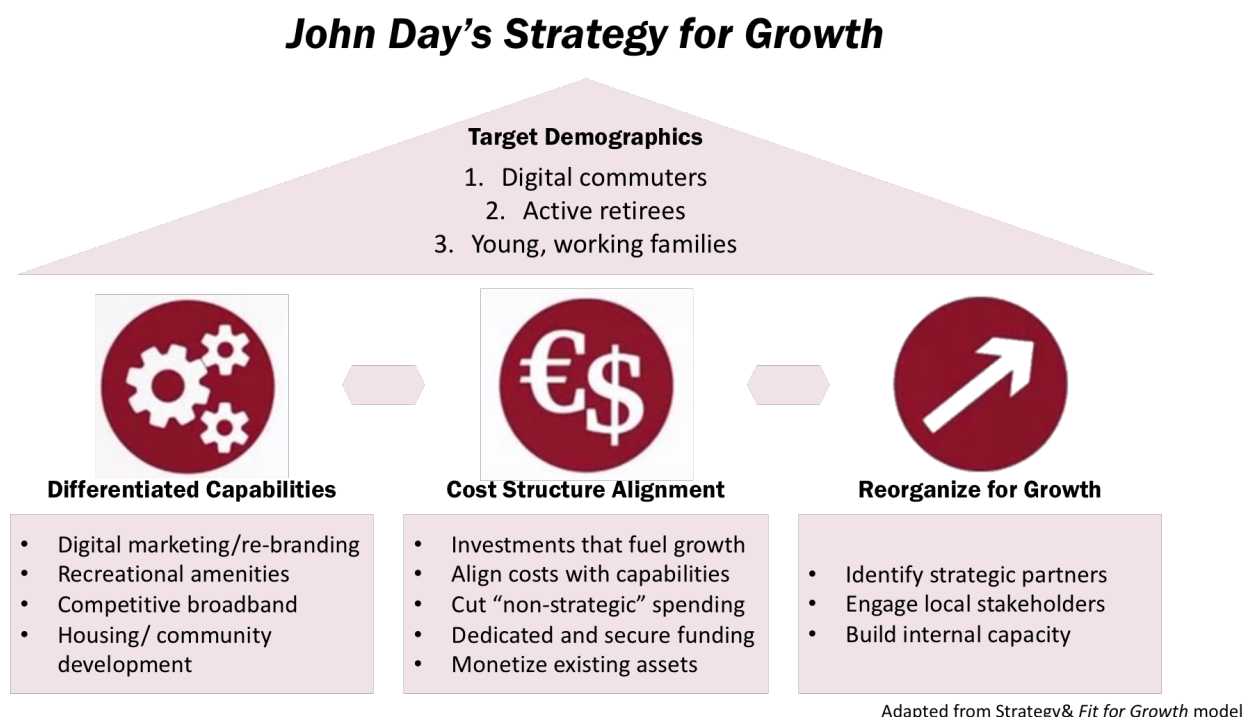 John Day’s Strategy for Growth
Target Demographics
1. Digital commuters
2. Active retirees
3. Young, working families
€$
Differentiated Capabilities
• Digital marketing/re-branding
• Recreational amenities
• Competitive broadband
• Housing/ community
development
Cost Structure Alignment
• Investments that fuel growth
• Align costs with capabilities
• Cut “non-strategic” spending
• Dedicated and secure funding
• Monetize existing assets
Reorganize for Growth
• Identify strategic partners
• Engage local stakeholders
• Build internal capacity
Adapted from Strategy& Fit for Growth model